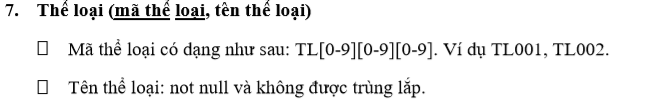 7. Thể loại (mã thể loại, tên thể loại)
□ Mã thể loại có dạng như sau: TL[0-9][0-9][0-9]. Ví dụ TL001, TL002.
□ Tên thể loại: not null và không được trùng lắp.